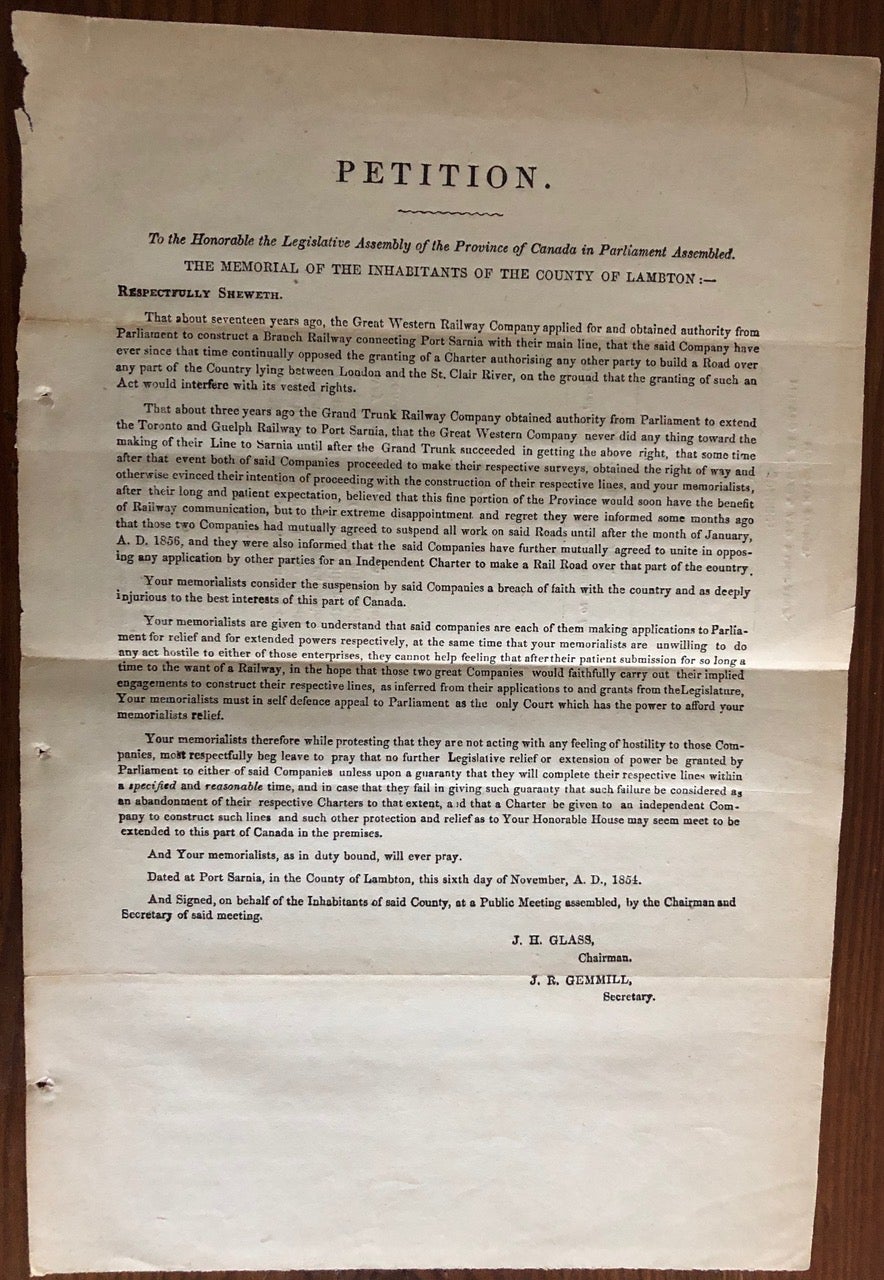 PETITION.
To the Honorable the Legislative Assembly of the Province of Canada in Parliament Assembled.
THE MEMORIAL OF THE INHABITANTS OF THE COUNTY OF LAMBTON:—
RESPECTFULLY SHEWETH.
That about seventeen years ago, the Great Western Railway Company applied for and obtained authority from
Parliament to construct a Branch Railway connecting Port Sarnia with their main line, that the said Company have
ever since that time continually opposed the granting of a Charter authorising any other party to build a Road over
any part of the Country lying between London and the St. Clair River, on the ground that the granting of such an
Act would interfere with its vested rights.
That about three years ago the Grand Trunk Railway Company obtained authority from Parliament to extend
the Toronto and Guelph Railway to Port Sarnia, that the Great Western Company never did any thing toward the
making of their Line to Sarnia until after the Grand Trunk succeeded in getting the above right, that some time
after that event both of said Companies proceeded to make their respective surveys, obtained the right of way and
otherwise evinced their intention of proceeding with the construction of their respective lines, and your memorialists,
after their long and patient expectation, believed that this fine portion of the Province would soon have the benefit
of Railway communication, but to their extreme disappointment and regret they were informed some months ago
that those two Companies had mutually agreed to suspend all work on said Roads until after the month of January,
A. D. 1856, and they were also informed that the said Companies have further mutually agreed to unite in oppos-
ing any application by other parties for an Independent Charter to make a Rail Road over that part of the country.
Your memorialists consider the suspension by said Companies a breach of faith with the country and as deeply
injurious to the best interests of this part of Canada.
Your memorialists are given to understand that said companies are each of them making applications to Parlia-
ment for relief and for extended powers respectively, at the same time that your memorialists are unwilling to do
any act hostile to either of those enterprises, they cannot help feeling that after their patient submission for so long a
time to the want of a Railway, in the hope that those two great Companies would faithfully carry out their implied
engagements to construct their respective lines, as inferred from their applications to and grants from the Legislature,
Your memorialists must in self defence appeal to Parliament as the only Court which has the power to afford your
memorialists relief.
Your memorialists therefore while protesting that they are not acting with any feeling of hostility to those Com-
panies, most respectfully beg leave to pray that no further Legislative relief or extension of power be granted by
Parliament to either of said Companies unless upon a guaranty that they will complete their respective lines within
a specified and reasonable time, and in case that they fail in giving such guaranty that such failure be considered as
an abandonment of their respective Charters to that extent, and that a Charter be given to an independent Com-
pany to construct such lines and such other protection and relief as to Your Honorable House may seem meet to be
extended to this part of Canada in the premises.
And Your memorialists, as in duty bound, will ever pray.
Dated at Port Sarnia, in the County of Lambton, this sixth day of November, A. D., 1854.
And Signed, on behalf of the Inhabitants of said County, at a Public Meeting assembled, by the Chairman and
Secretary of said meeting.
J. H. GLASS,
Chairman.
J. R. GEMMILL,
Secretary.